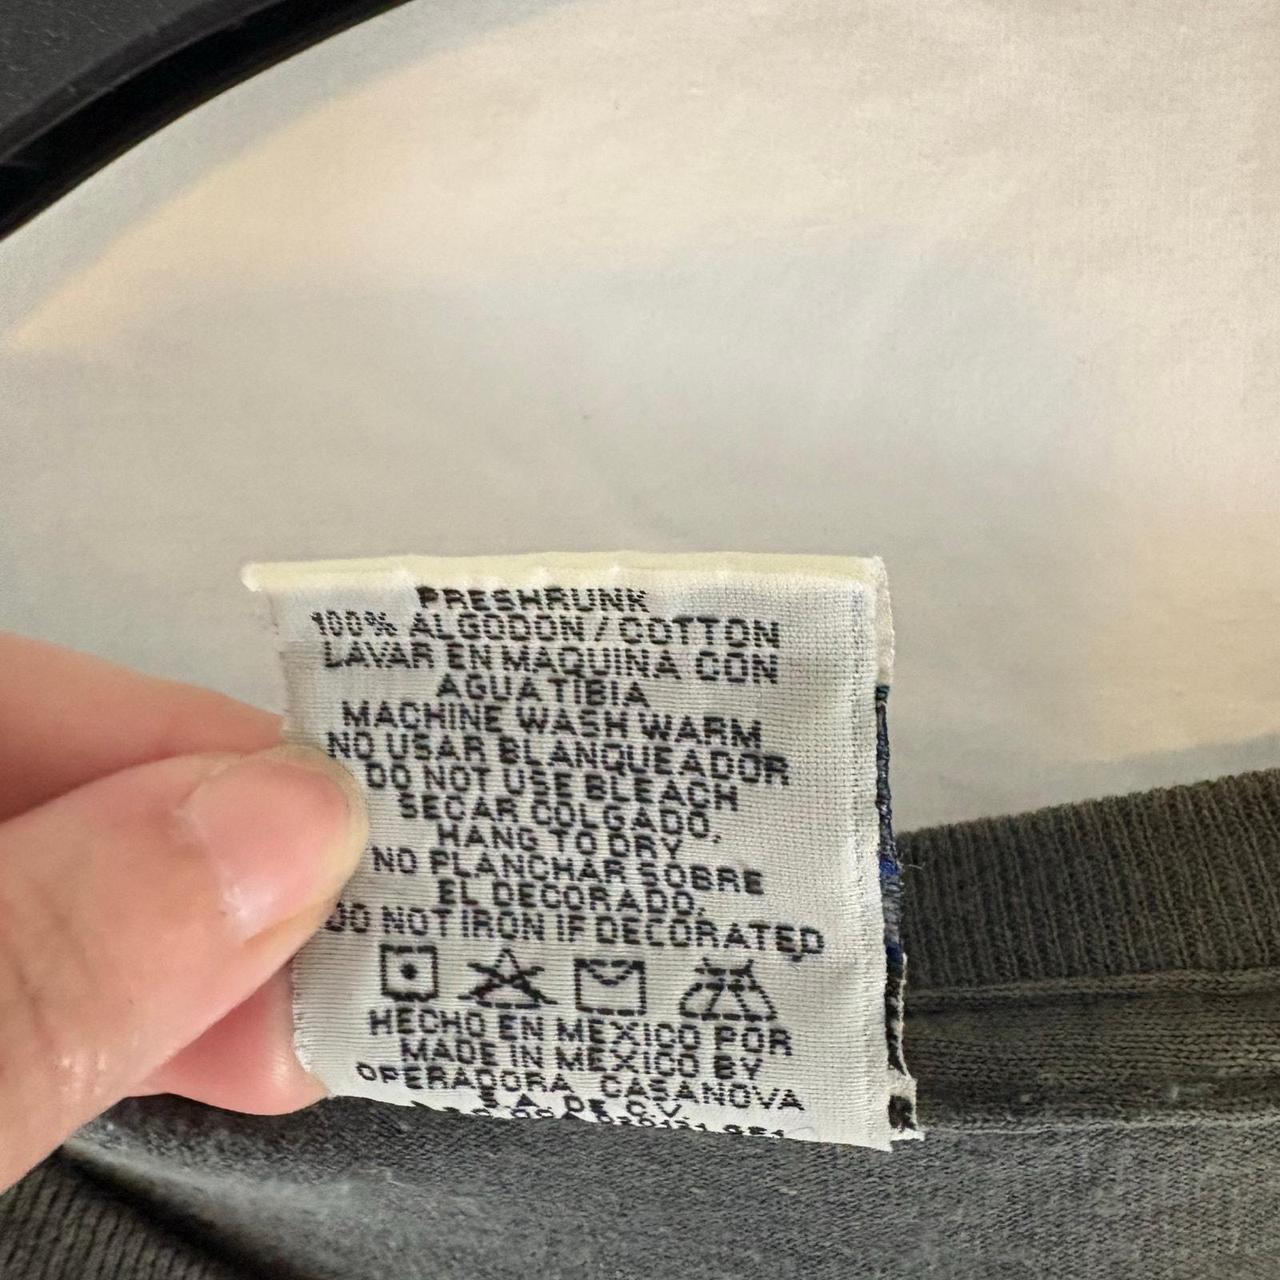 PRESHRUNK
100% ALGODON / COTTON
LAVAR EN MAQUINA CON
AGUA TIBIA
MACHINE WASH WARM
NO USAR BLANQUEADOR
DO NOT USE BLEACH
SECAR COLGADO.
HANG TO DRY
NO PLANCHAR SOBRE
EL DECORADO.
DO NOT IRON IF DECORATED
HECHO EN MEXICO POR
MADE IN MEXICO BY
OPERADORA CASANOVA
S.A. DE C.V.